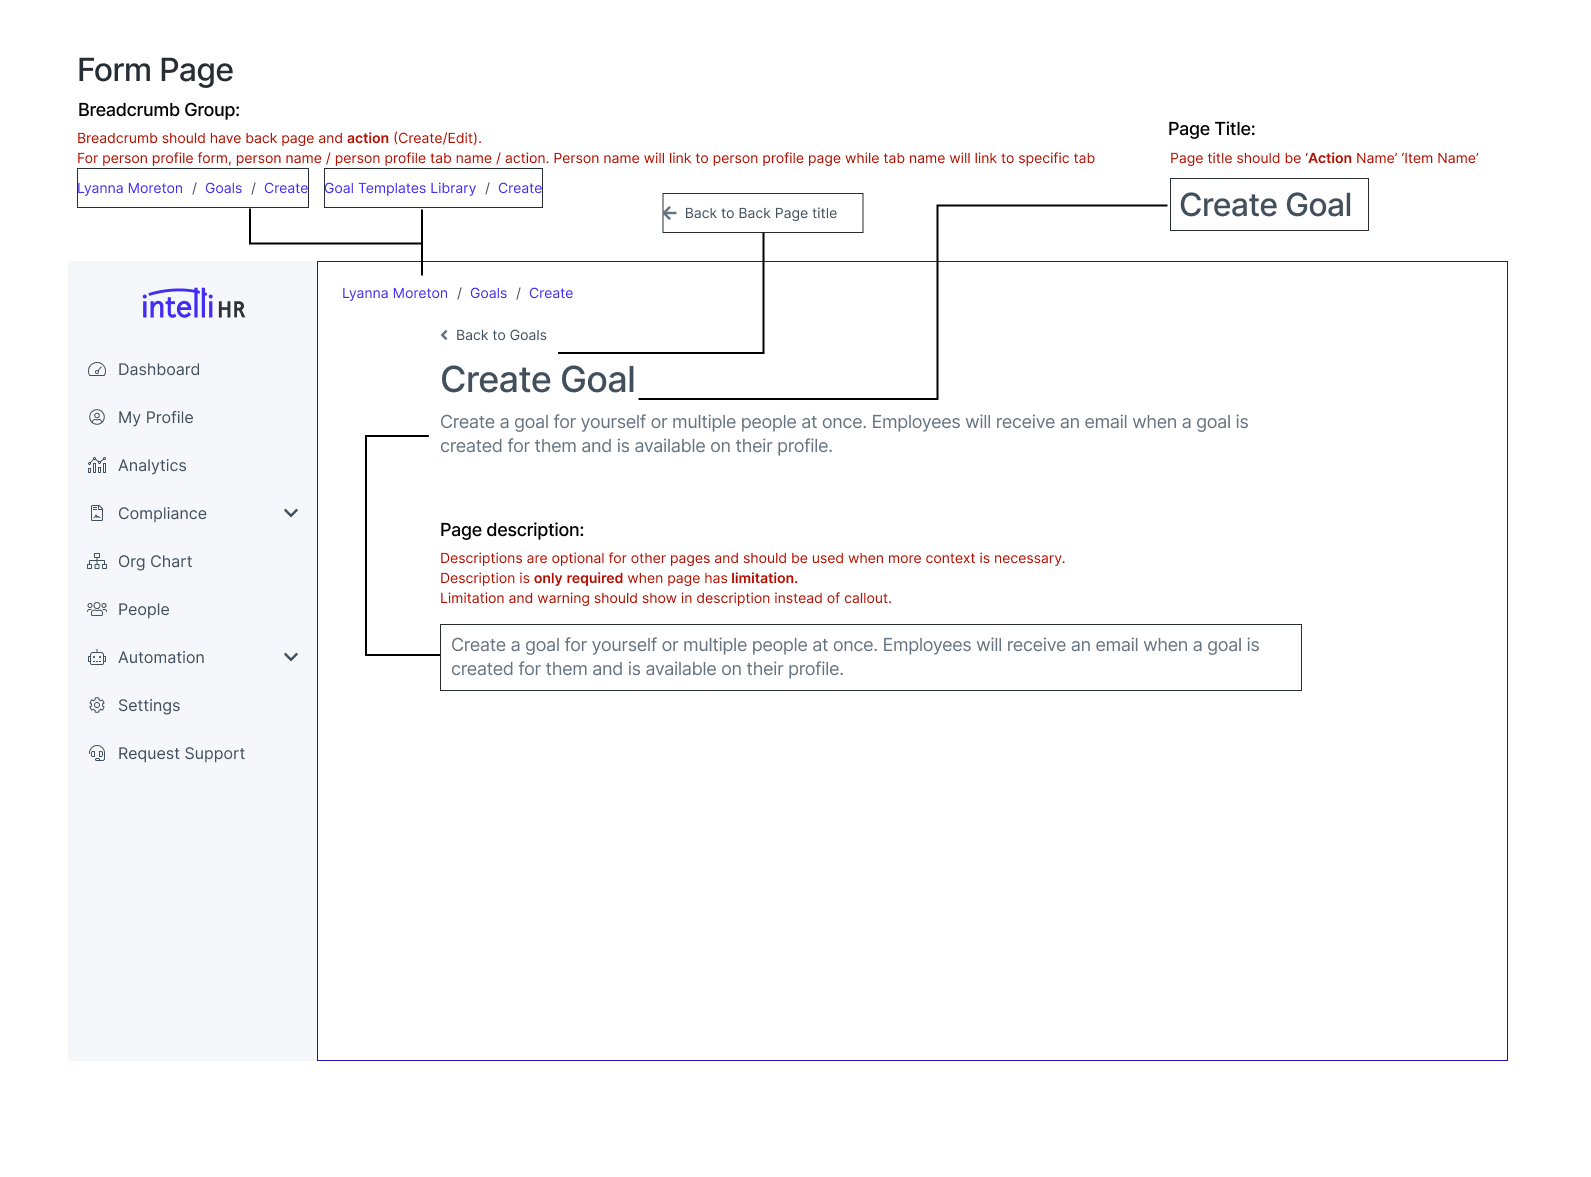 Form Page
Breadcrumb Group:
Breadcrumb should have back page and action (Create/Edit).
For person profile form, person name / person profile tab name / action. Person name will link to person profile page while tab name will link to specific tab
Lyanna Moreton / Goals / Create
Goal Templates Library / Create
← Back to Back Page title
Page Title:
Page title should be ‘Action Name’ ‘Item Name’
Create Goal
intelliHR
Dashboard
My Profile
Analytics
Compliance
Org Chart
People
Automation
Settings
Request Support
Lyanna Moreton / Goals / Create
Back to Goals
Create Goal
Create a goal for yourself or multiple people at once. Employees will receive an email when a goal is
created for them and is available on their profile.
Page description:
Descriptions are optional for other pages and should be used when more context is necessary.
Description is only required when page has limitation.
Limitation and warning should show in description instead of callout.
Create a goal for yourself or multiple people at once. Employees will receive an email when a goal is
created for them and is available on their profile.